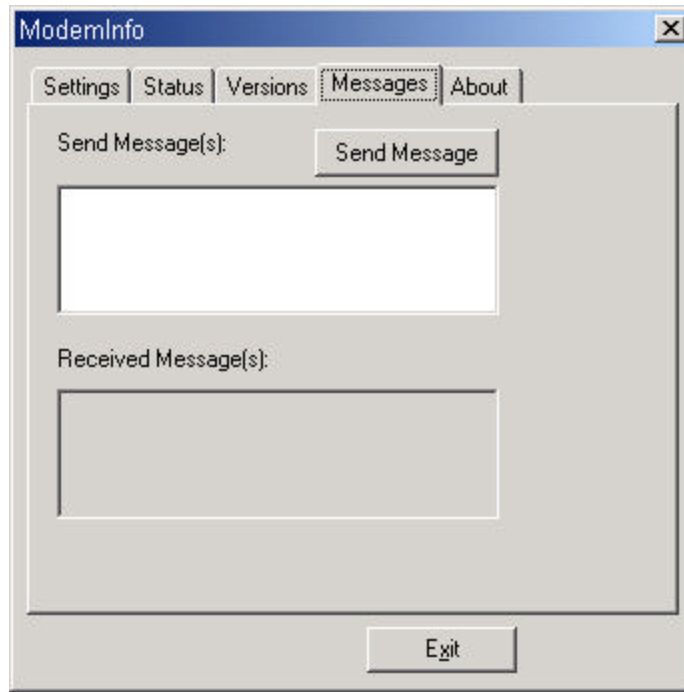 ModemInfo
Settings Status Versions Messages About
Send Message(s): Send Message
Received Message(s):
Exit